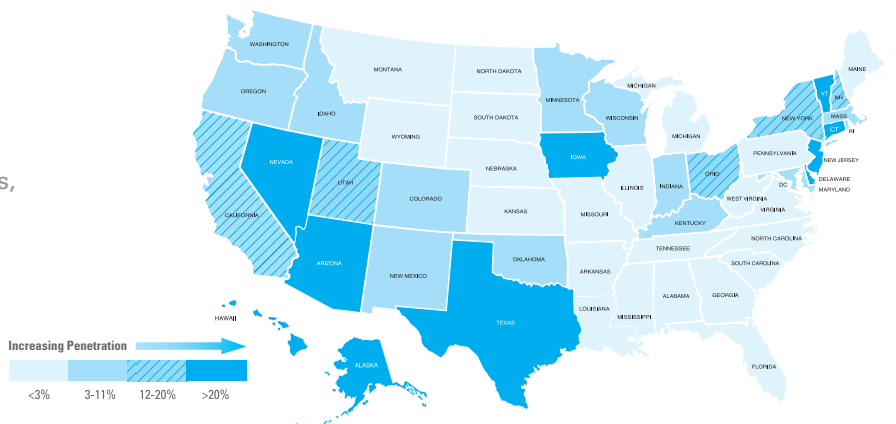 WASHINGTON
MAINE
MONTANA
NORTH DAKOTA
MICHIGAN
VT
NH
OREGON
MINNESOTA
IDAHO
WISCONSIN
SOUTH DAKOTA
NEW YORK
MASS
CT
RI
WYOMING
MICHIGAN
PENNSYLVANIA
NEVADA
IOWA
NEW JERSEY
NEBRASKA
OHIO
s,
UTAH
ILLINOIS
INDIANA
DC
DELAWARE
MARYLAND
COLORADO
WEST VIRGINIA
CALIFORNIA
KANSAS
MISSOURI
KENTUCKY
VIRGINIA
NORTH CAROLINA
TENNESSEE
ARIZONA
OKLAHOMA
SOUTH CAROLINA
NEW MEXICO
ARKANSAS
ALABAMA
GEORGIA
LOUISIANA
HAWAII
TEXAS
MISSISSIPPI
Increasing Penetration
ALASKA
FLORIDA
<3% 3-11% 12-20% >20%